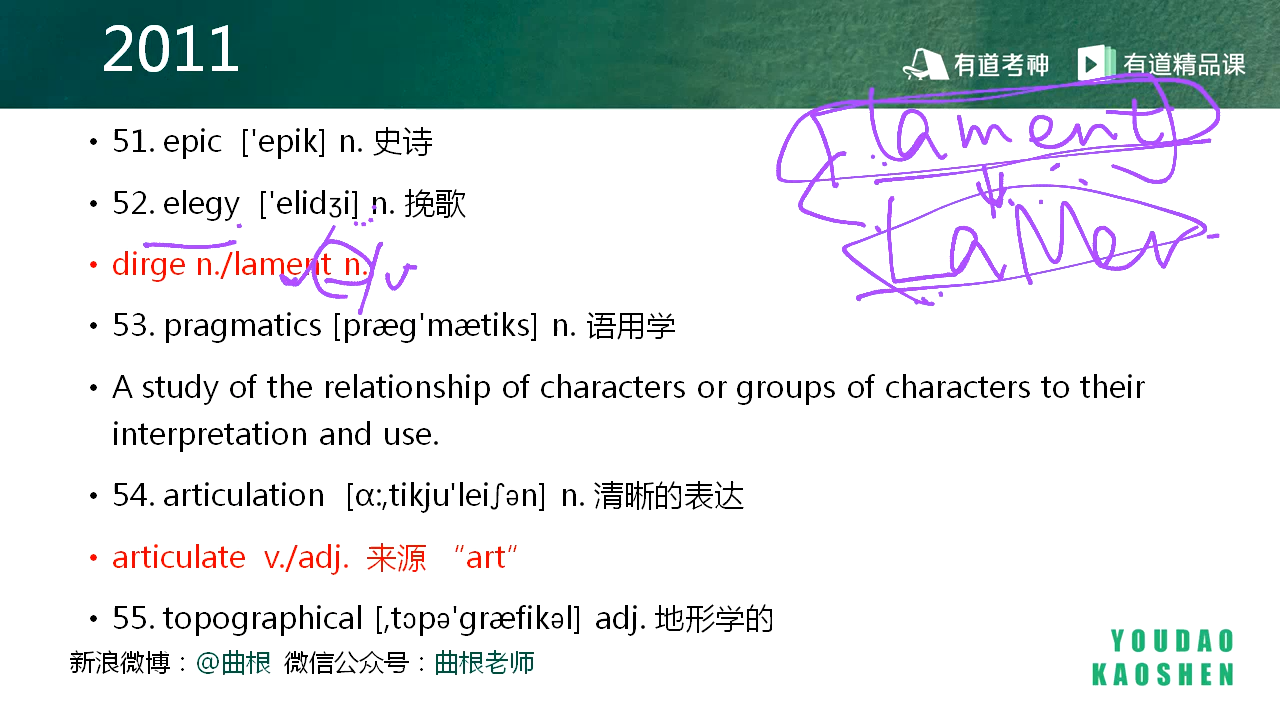 2011
有道考神 有道精品课
• 51. epic ['epik] n. 史诗
lament
• 52. elegy ['elidʒi] n. 挽歌
• dirge n./lament n.
/v
• 53. pragmatics [præg'mætiks] n. 语用学
• A study of the relationship of characters or groups of characters to their
interpretation and use.
• 54. articulation [ɑ:,tikju'leiʃən] n. 清晰的表达
• articulate v./adj. 来源 “art“
• 55. topographical [,tɔpə'græfikəl] adj. 地形学的
新浪微博：@曲根 微信公众号：曲根老师
YOUDAO
KAOSHEN